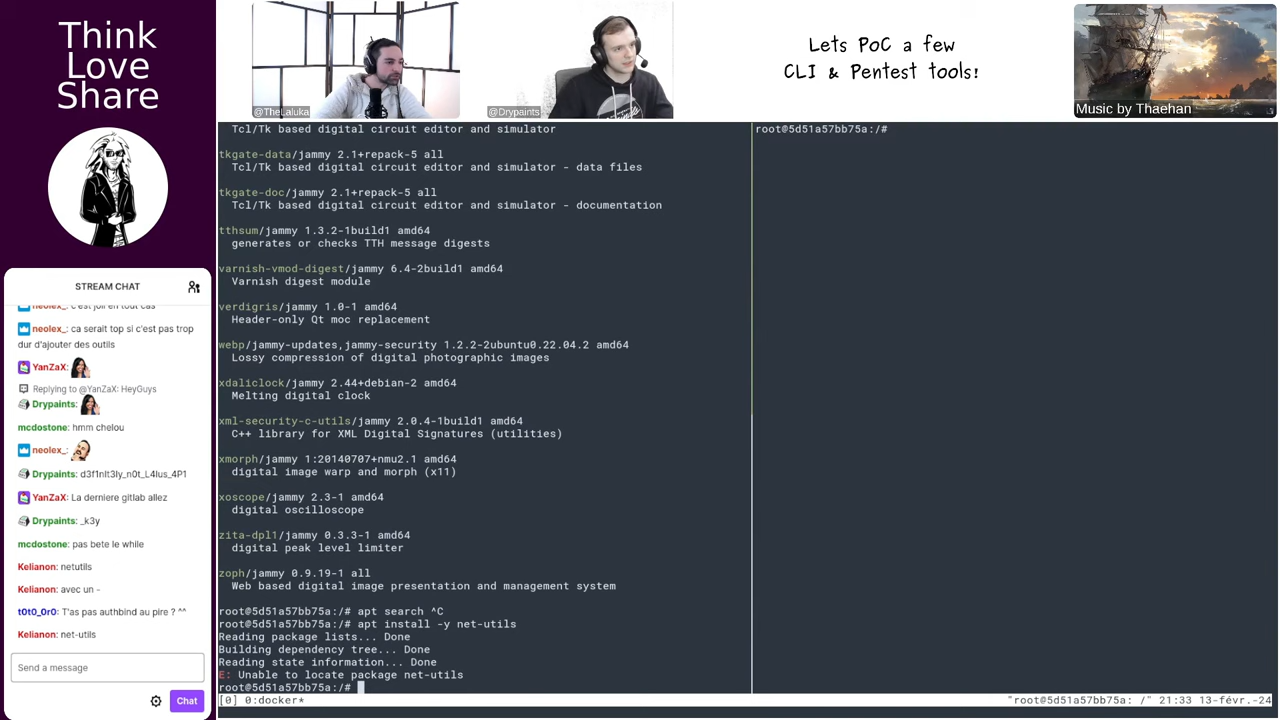 Think
Love
Share
@TheLaluka
@Drypaints
Lets PoC a few
CLI & Pentest tools!
Music by Thaehan
STREAM CHAT
neolex_: c'est joli en tout cas
neolex_: ca serait top si c'est pas trop
dur d'ajouter des outils
YanZaX:
Replying to @YanZaX: HeyGuys
Drypaints:
mcdostone: hmm chelou
neolex_:
Drypaints: d3f1nIt3ly_n0t_L4lus_4P1
YanZaX: La derniere gitlab allez
Drypaints: _k3y
mcdostone: pas bete le while
Kelianon: netutils
Kelianon: avec un -
t0t0_0r0: T'as pas authbind au pire ? ^^
Kelianon: net-utils
Send a message
Chat
Tcl/Tk based digital circuit editor and simulator
tkgate-data/jammy 2.1+repack-5 all
Tcl/Tk based digital circuit editor and simulator - data files
tkgate-doc/jammy 2.1+repack-5 all
Tcl/Tk based digital circuit editor and simulator - documentation
tthsum/jammy 1.3.2-1build1 amd64
generates or checks TTH message digests
varnish-vmod-digest/jammy 6.4-2build1 amd64
Varnish digest module
verdigris/jammy 1.0-1 amd64
Header-only Qt moc replacement
webp/jammy-updates,jammy-security 1.2.2-2ubuntu0.22.04.2 amd64
Lossy compression of digital photographic images
xdaliclock/jammy 2.44+debian-2 amd64
Melting digital clock
xml-security-c-utils/jammy 2.0.4-1build1 amd64
C++ library for XML Digital Signatures (utilities)
xmorph/jammy 1:20140707+nmu2.1 amd64
digital image warp and morph (x11)
xoscope/jammy 2.3-1 amd64
digital oscilloscope
zita-dpl1/jammy 0.3.3-1 amd64
digital peak level limiter
zoph/jammy 0.9.19-1 all
Web based digital image presentation and management system
root@5d51a57bb75a:/# apt search ^C
root@5d51a57bb75a:/# apt install -y net-utils
Reading package lists... Done
Building dependency tree... Done
Reading state information... Done
E: Unable to locate package net-utils
root@5d51a57bb75a:/#
root@5d51a57bb75a:/#
[0] 0:docker*
"root@5d51a57bb75a: /" 21:33 13-févr.-24